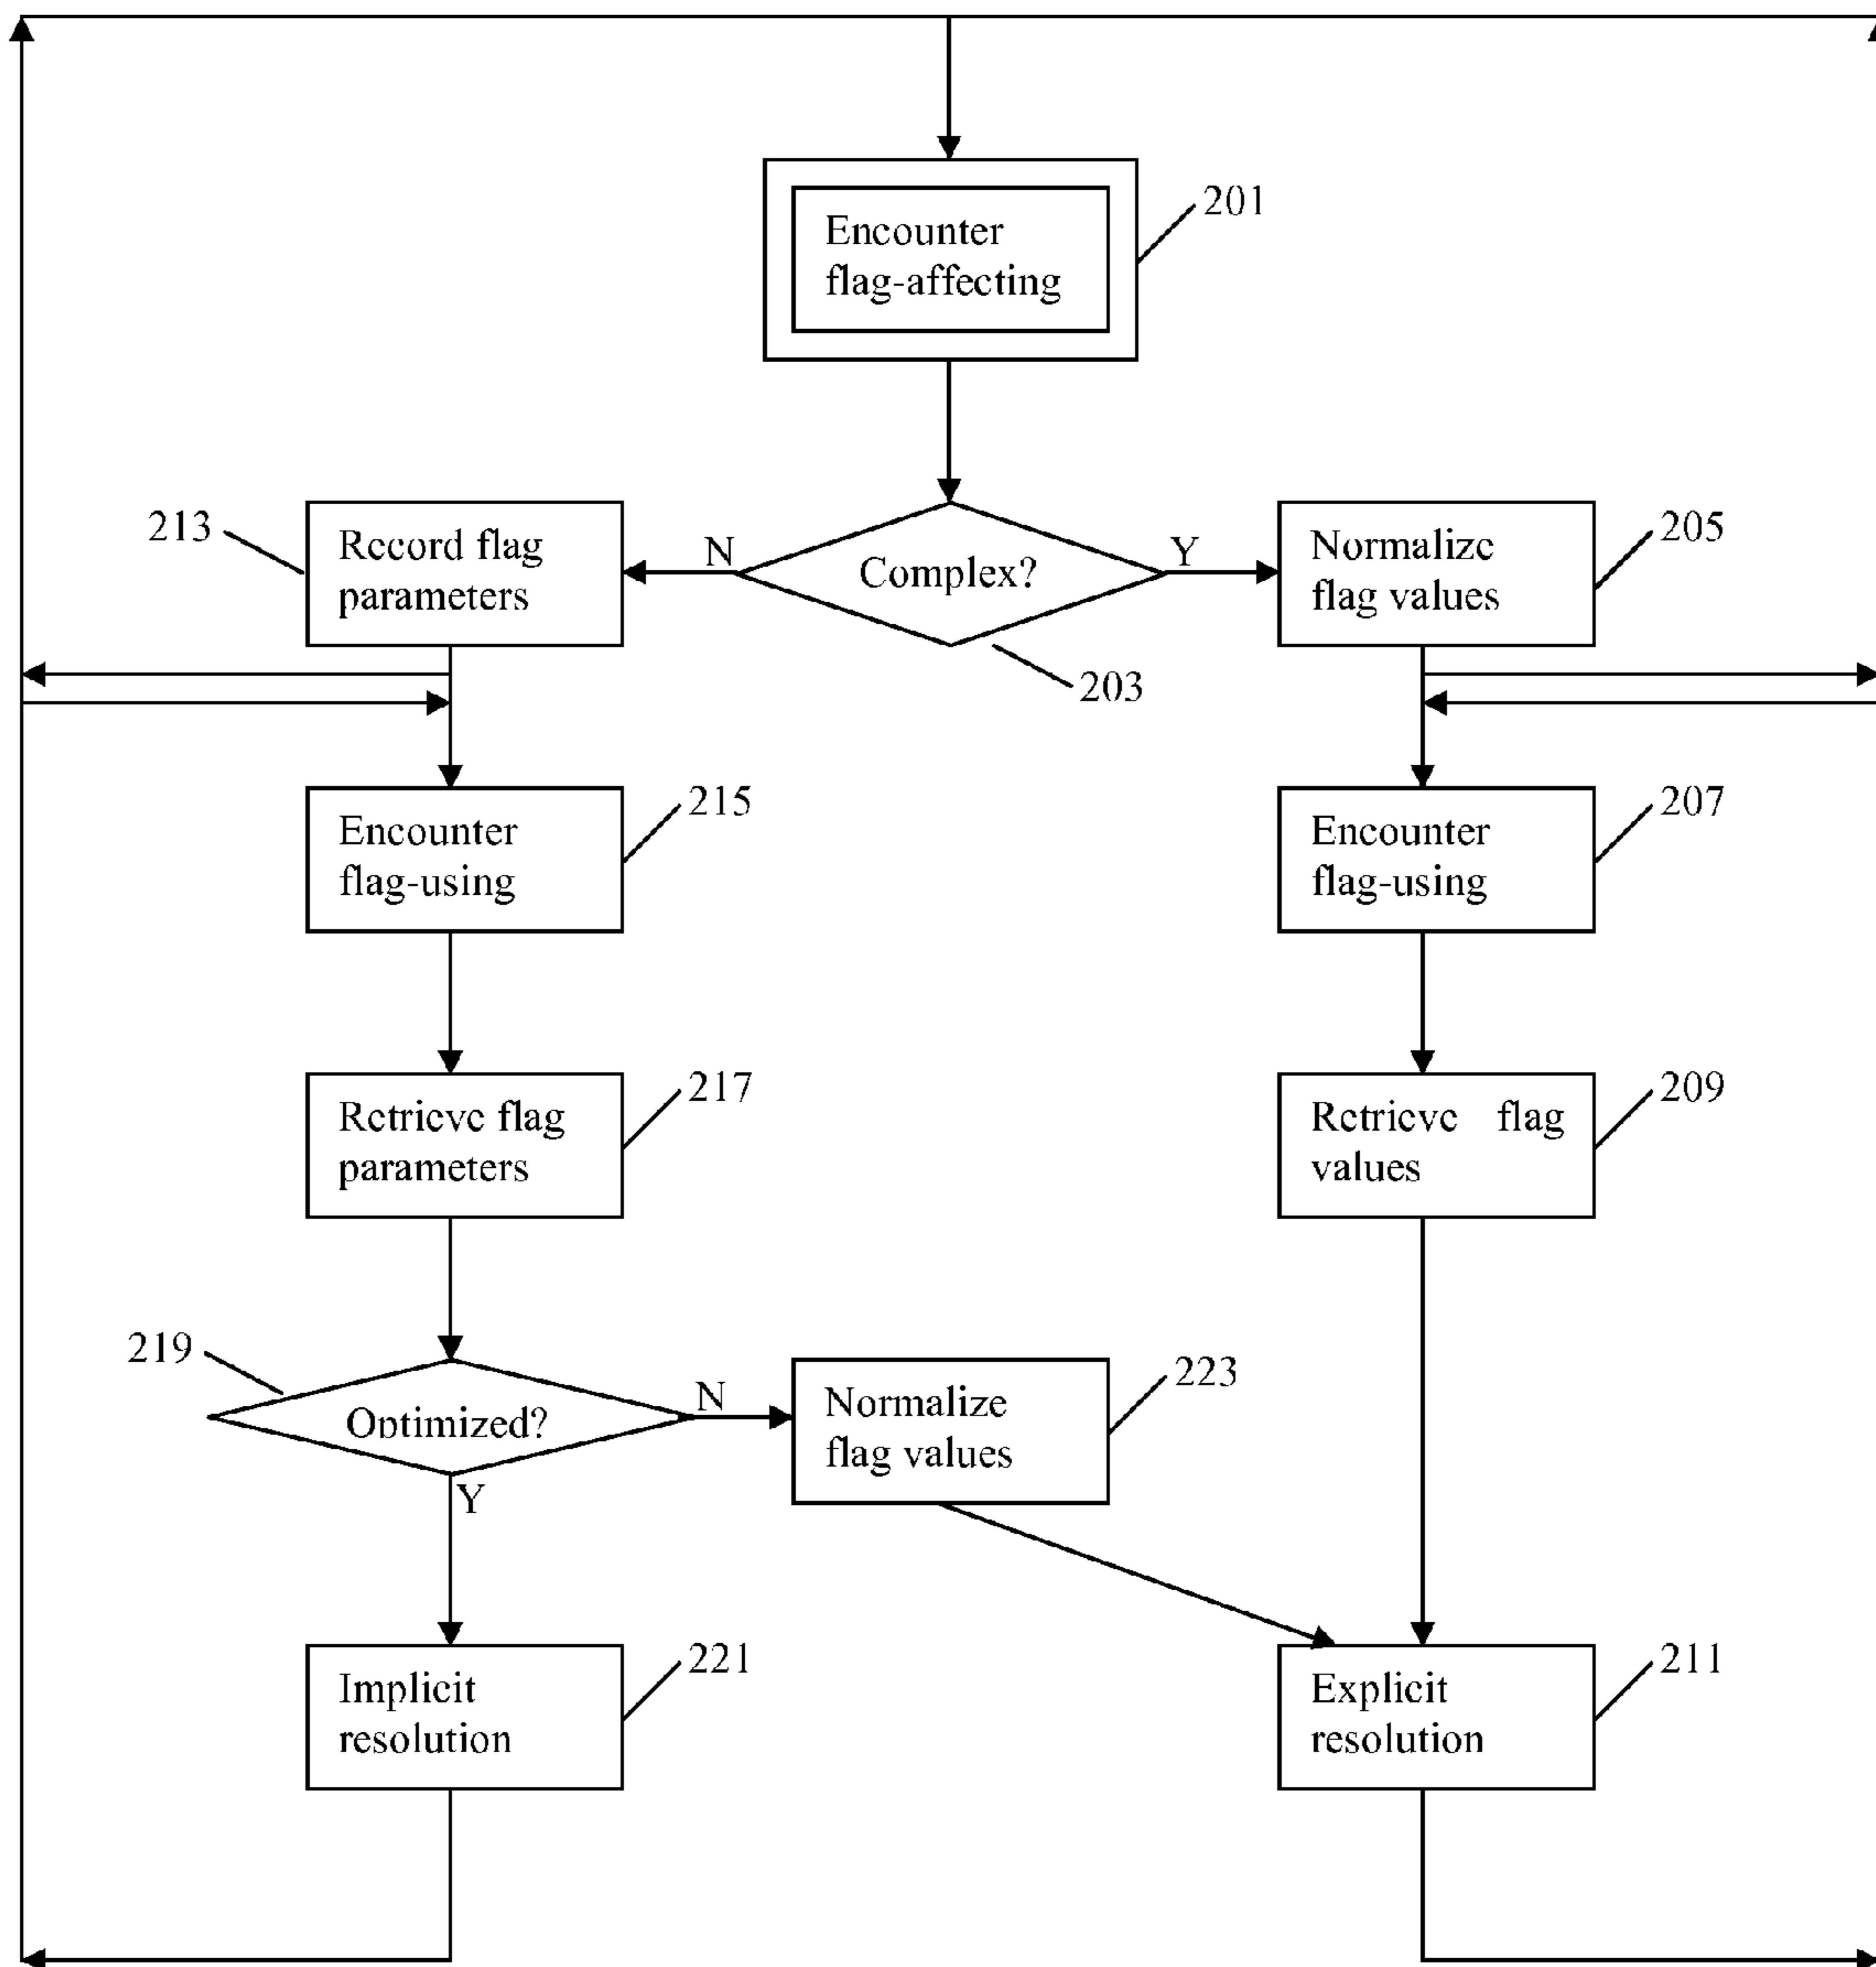 Encounter
flag-affecting
201
213
Record flag
parameters
N
Complex?
Y
Normalize
flag values
205
203
Encounter
flag-using
215
Encounter
flag-using
207
Retrieve flag
parameters
217
Retrieve flag
values
209
219
Optimized?
N
Y
Normalize
flag values
223
Implicit
resolution
221
Explicit
resolution
211